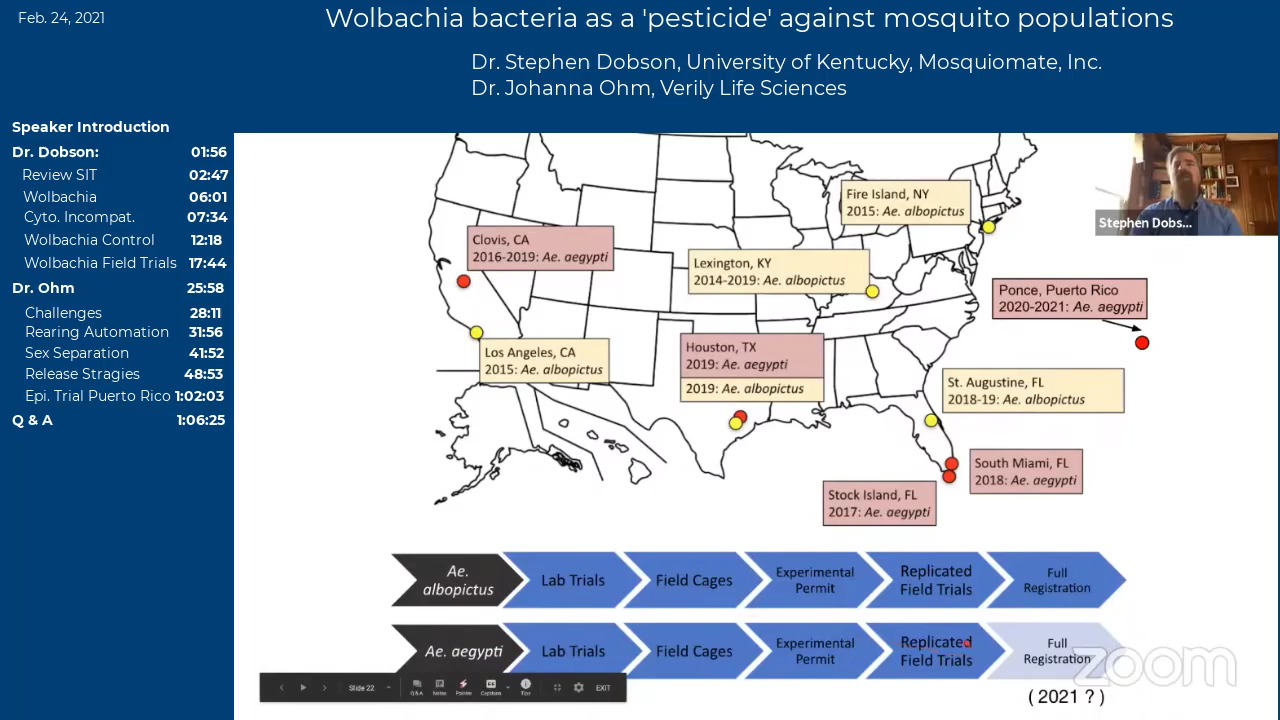 Feb. 24, 2021
Wolbachia bacteria as a 'pesticide' against mosquito populations
Dr. Stephen Dobson, University of Kentucky, Mosquiomate, Inc.
Dr. Johanna Ohm, Verily Life Sciences
Speaker Introduction
Dr. Dobson: 01:56
Review SIT 02:47
Wolbachia 06:01
Cyto. Incompat. 07:34
Wolbachia Control 12:18
Wolbachia Field Trials 17:44
Dr. Ohm 25:58
Challenges 28:11
Rearing Automation 31:56
Sex Separation 41:52
Release Stragies 48:53
Epi. Trial Puerto Rico 1:02:03
Q & A 1:06:25
Stephen Dobs...
Fire Island, NY
2015: Ae. albopictus
Clovis, CA
2016-2019: Ae. aegypti
Lexington, KY
2014-2019: Ae. albopictus
Ponce, Puerto Rico
2020-2021: Ae. aegypti
Los Angeles, CA
2015: Ae. albopictus
Houston, TX
2019: Ae. aegypti
2019: Ae. albopictus
St. Augustine, FL
2018-19: Ae. albopictus
South Miami, FL
2018: Ae. aegypti
Stock Island, FL
2017: Ae. aegypti
Ae.
albopictus
Lab Trials
Field Cages
Experimental
Permit
Replicated
Field Trials
Full
Registration
Ae. aegypti
Lab Trials
Field Cages
Experimental
Permit
Replicated
Field Trials
Full
Registration
zoom
(2021 ?)
Slide 22
Q&A
Notes
Pointer
Captions
Tips
EXIT